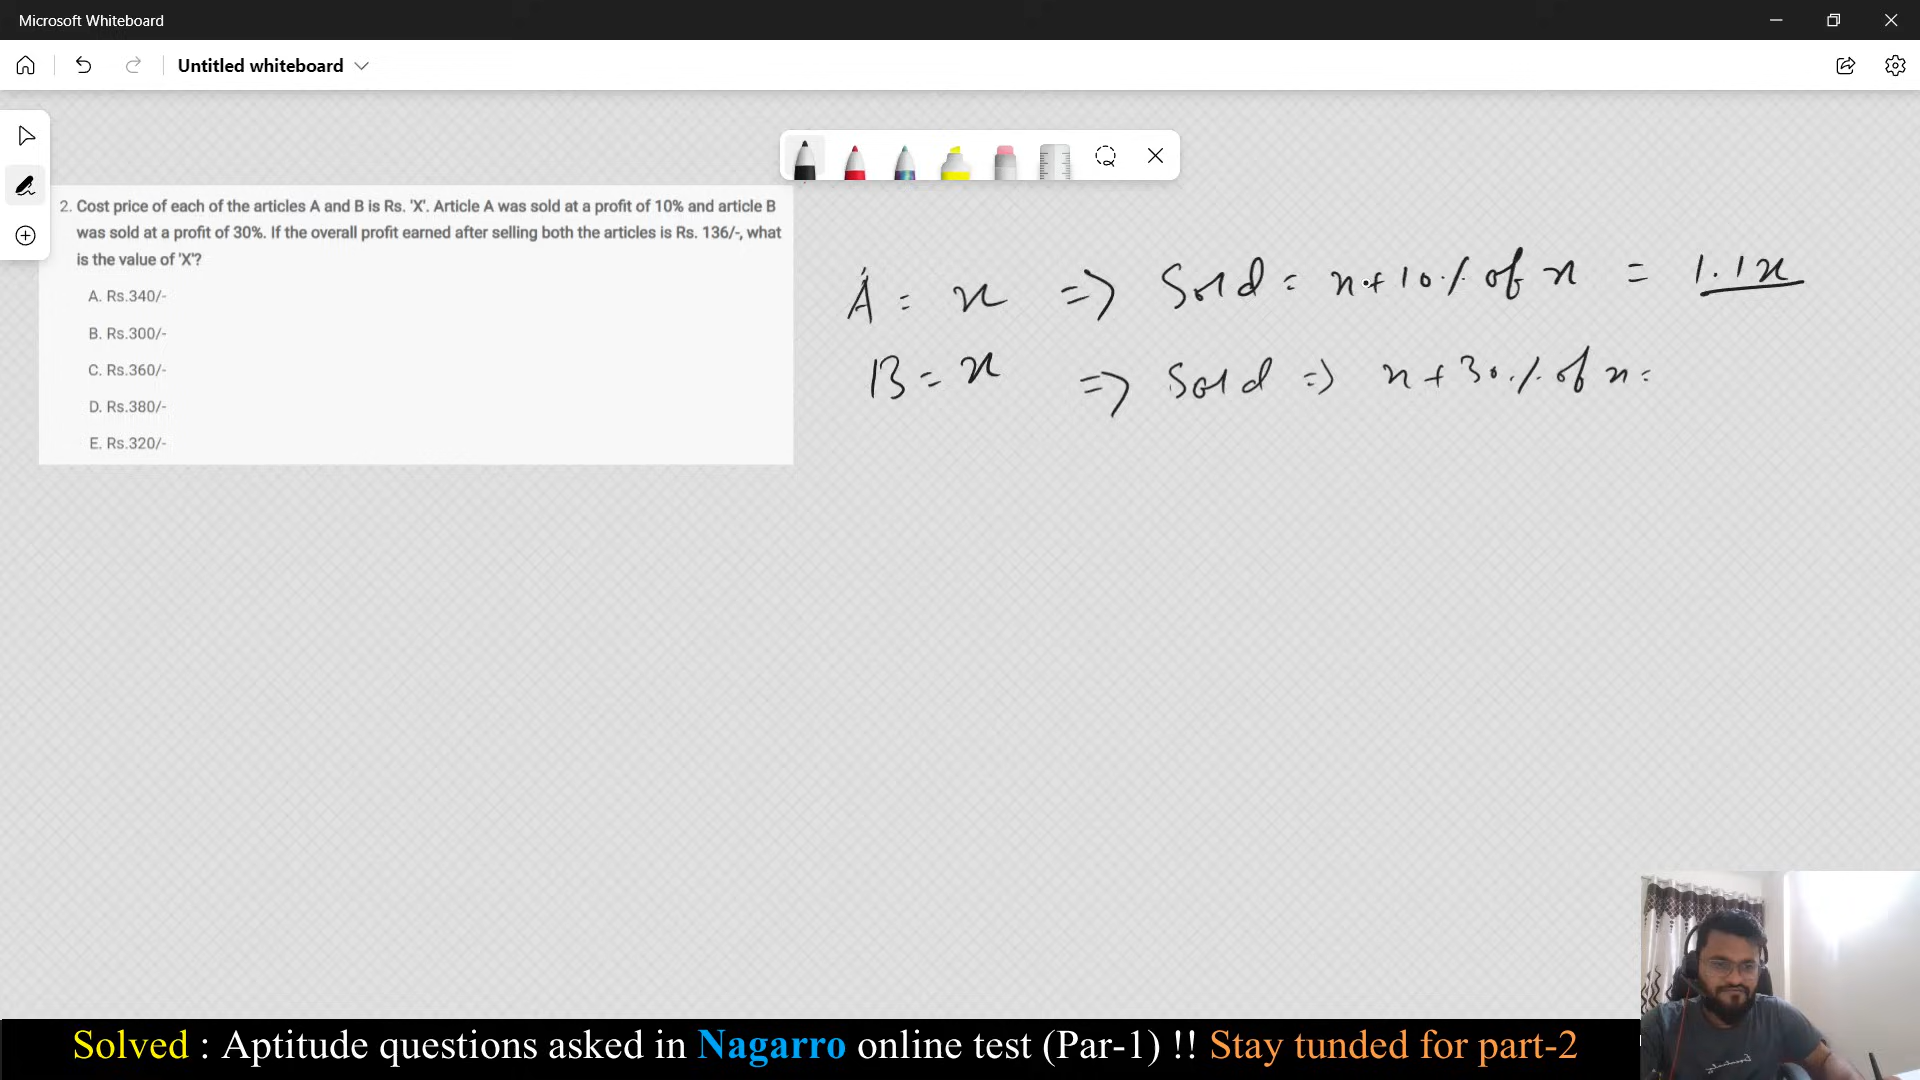 Microsoft Whiteboard
Untitled whiteboard
2. Cost price of each of the articles A and B is Rs. 'X'. Article A was sold at a profit of 10% and article B
was sold at a profit of 30%. If the overall profit earned after selling both the articles is Rs. 136/-, what
is the value of 'X'?
A. Rs.340/-
B. Rs.300/-
C. Rs.360/-
D. Rs.380/-
E. Rs.320/-
A = x => Sold = x + 10% of x = 1.1x
B = x => Sold => x + 30% of x =
Solved : Aptitude questions asked in Nagarro online test (Par-1) !! Stay tunded for part-2